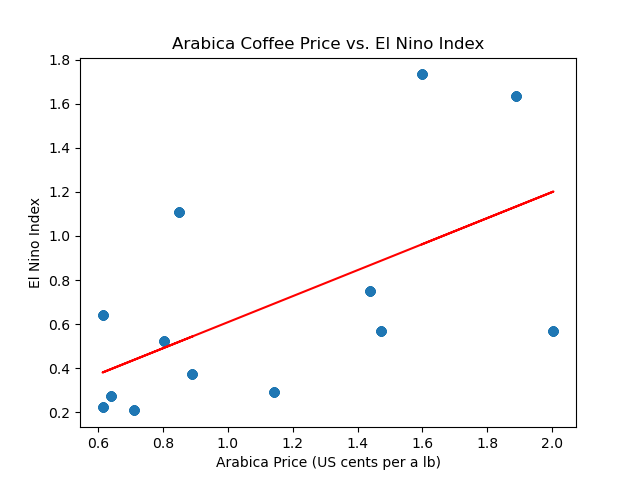 Arabica Coffee Price vs. El Nino Index
1.8
1.6
1.4
1.2
1.0
0.8
0.6
0.4
0.2
El Nino Index
0.6 0.8 1.0 1.2 1.4 1.6 1.8 2.0
Arabica Price (US cents per a lb)